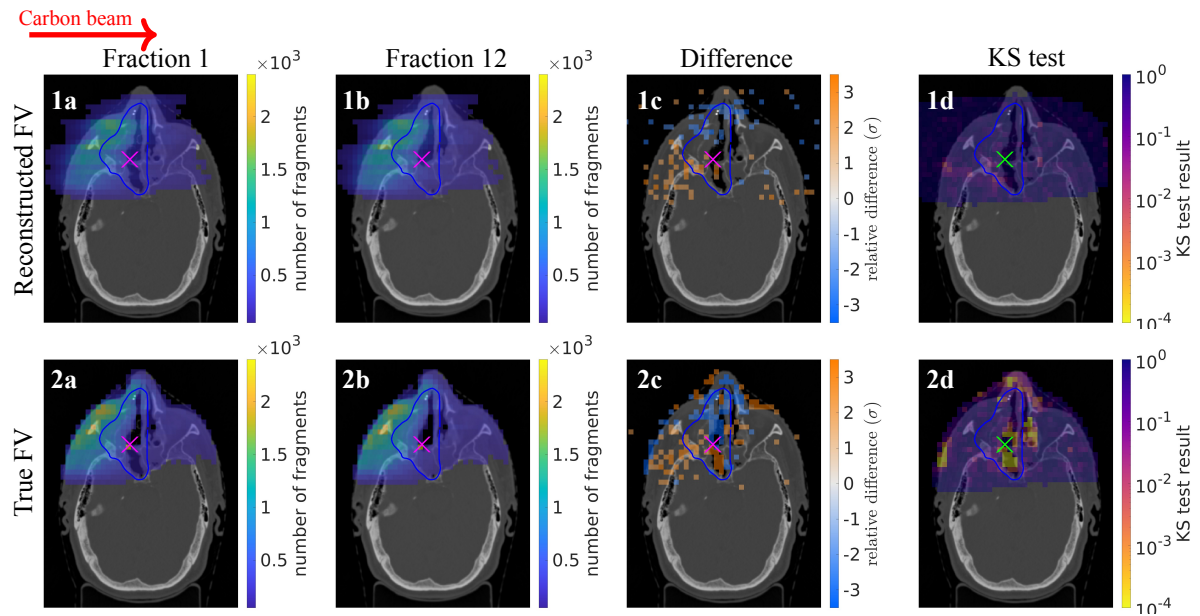 Carbon beam
Fraction 1
Fraction 12
Difference
KS test
Reconstructed FV
1a
×10³
2
1.5
1
0.5
number of fragments
1b
×10³
2
1.5
1
0.5
number of fragments
1c
3
2
1
0
-1
-2
-3
relative difference (σ)
1d
10⁰
10⁻¹
10⁻²
10⁻³
10⁻⁴
KS test result
True FV
2a
×10³
2
1.5
1
0.5
number of fragments
2b
×10³
2
1.5
1
0.5
number of fragments
2c
3
2
1
0
-1
-2
-3
relative difference (σ)
2d
10⁰
10⁻¹
10⁻²
10⁻³
10⁻⁴
KS test result